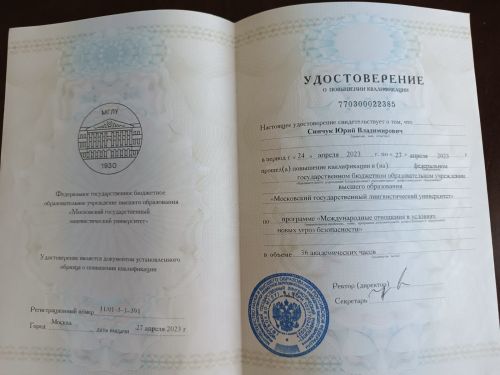 МГЛУ
1930
Федеральное государственное бюджетное
образовательное учреждение высшего образования
«Московский государственный
лингвистический университет»
Удостоверение является документом установленного
образца о повышении квалификации
Регистрационный номер
Город Москва дата выдачи 27 апреля 2023 г
УДОСТОВЕРЕНИЕ
О ПОВЫШЕНИИ КВАЛИФИКАЦИИ
770300022385
Настоящее удостоверение свидетельствует о том, что
Синчук Юрий Владимирович
в период с « 24 » апреля 2023 г. по « 27 » апреля 2023 г
прошел(а) повышение квалификации в (на): федеральном
государственном бюджетном образовательном учреждении
высшего образования
«Московский государственный лингвистический университет»
по программе «Международные отношения в условиях
новых угроз безопасности»
в объеме 36 академических часов
Ректор (директор)
Секретарь